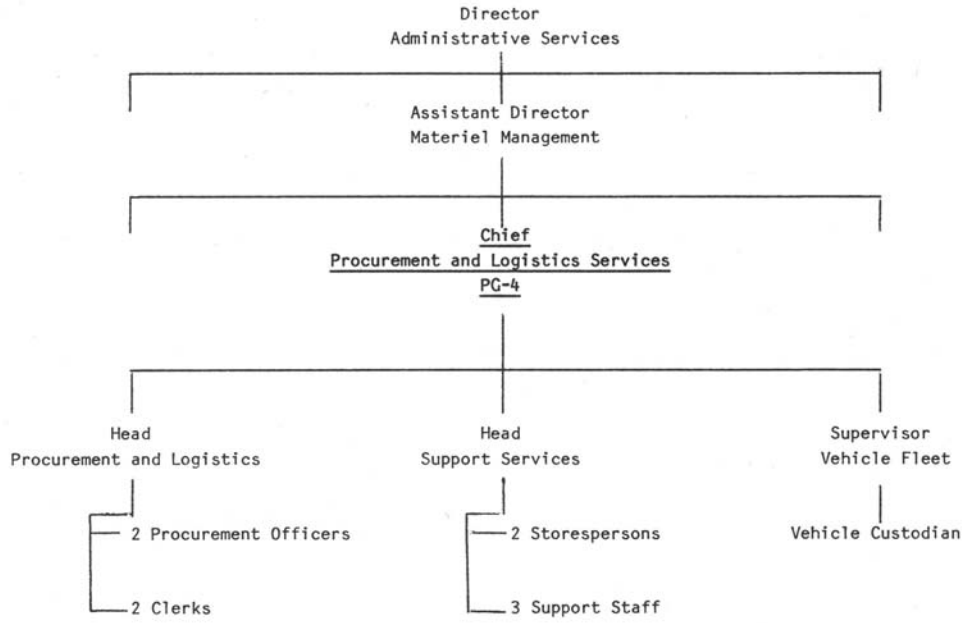 Director
Administrative Services
Assistant Director
Materiel Management
Chief
Procurement and Logistics Services
PG-4
Head
Procurement and Logistics
Head
Support Services
Supervisor
Vehicle Fleet
2 Procurement Officers
2 Storespersons
Vehicle Custodian
2 Clerks
3 Support Staff